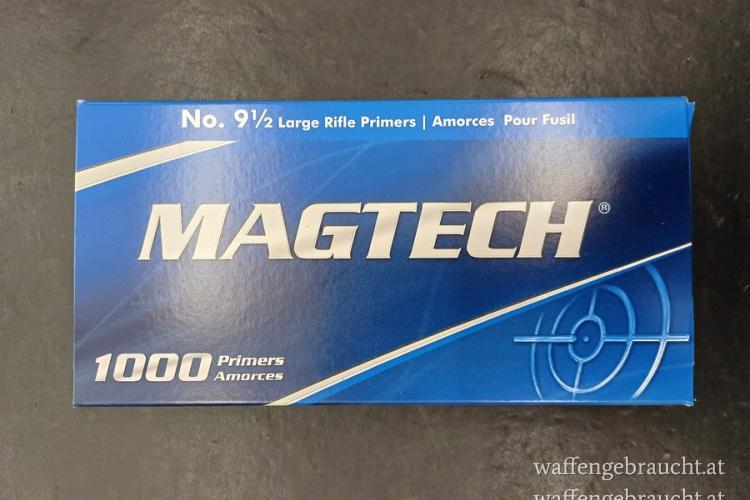 No. 9½ Large Rifle Primers | Amorces Pour Fusil
MAGTECH®
1000 Primers
Amorces
waffengebraucht.at
waffengebraucht.at